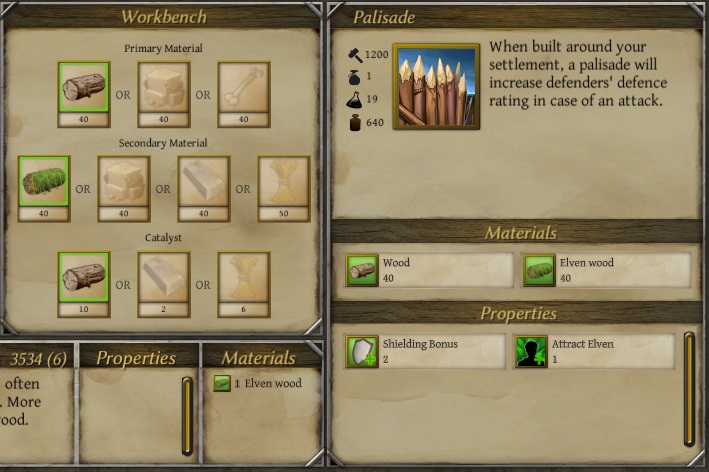 Workbench
Primary Material
OR
OR
40
40
40
Secondary Material
OR
OR
OR
40
40
40
50
Catalyst
OR
OR
10
2
6
3534 (6)
often
. More
ood.
Properties
Materials
1 Elven wood
Palisade
1200
1
19
640
When built around your
settlement, a palisade will
increase defenders' defence
rating in case of an attack.
Materials
Wood
40
Elven wood
40
Properties
Shielding Bonus
2
Attract Elven
1